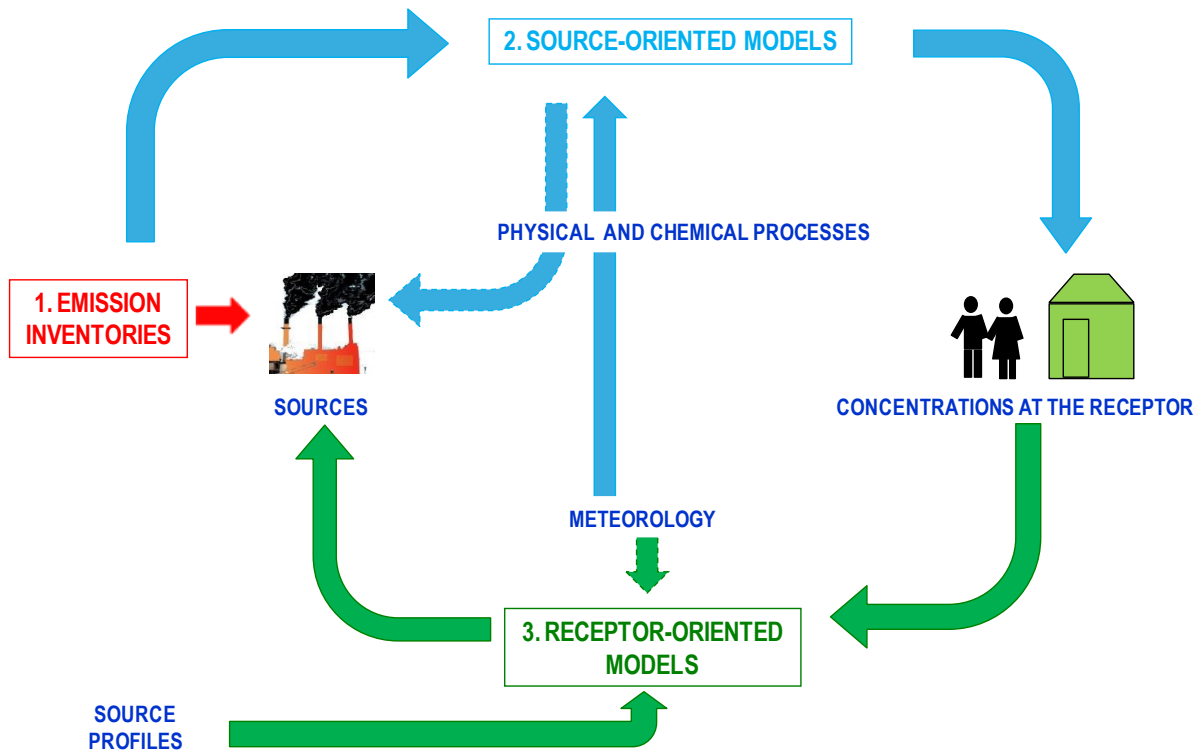 2. SOURCE-ORIENTED MODELS
PHYSICAL AND CHEMICAL PROCESSES
1. EMISSION
INVENTORIES
SOURCES
CONCENTRATIONS AT THE RECEPTOR
METEOROLOGY
3. RECEPTOR-ORIENTED
MODELS
SOURCE
PROFILES